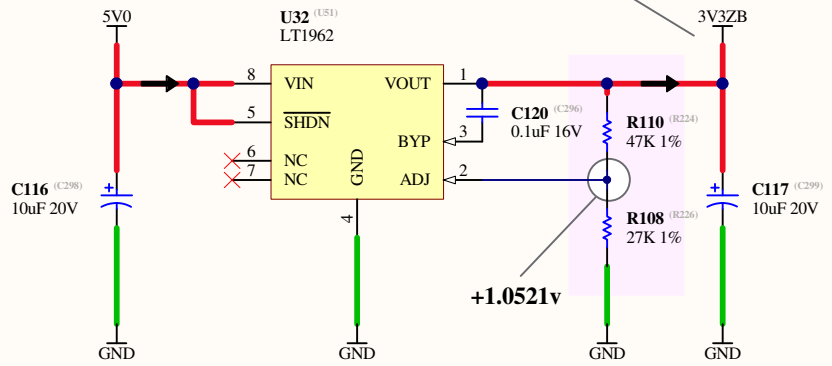 5V0
U32 (U51)
LT1962
3V3ZB
8 VIN
VOUT 1
5 SHDN
C120 (C296)
0.1uF 16V
R110 (R224)
47K 1%
BYP 3
6 NC
7 NC
GND
ADJ 2
4
C116 (C298)
10uF 20V
C117 (C299)
10uF 20V
R108 (R226)
27K 1%
+1.0521v
GND
GND
GND
GND